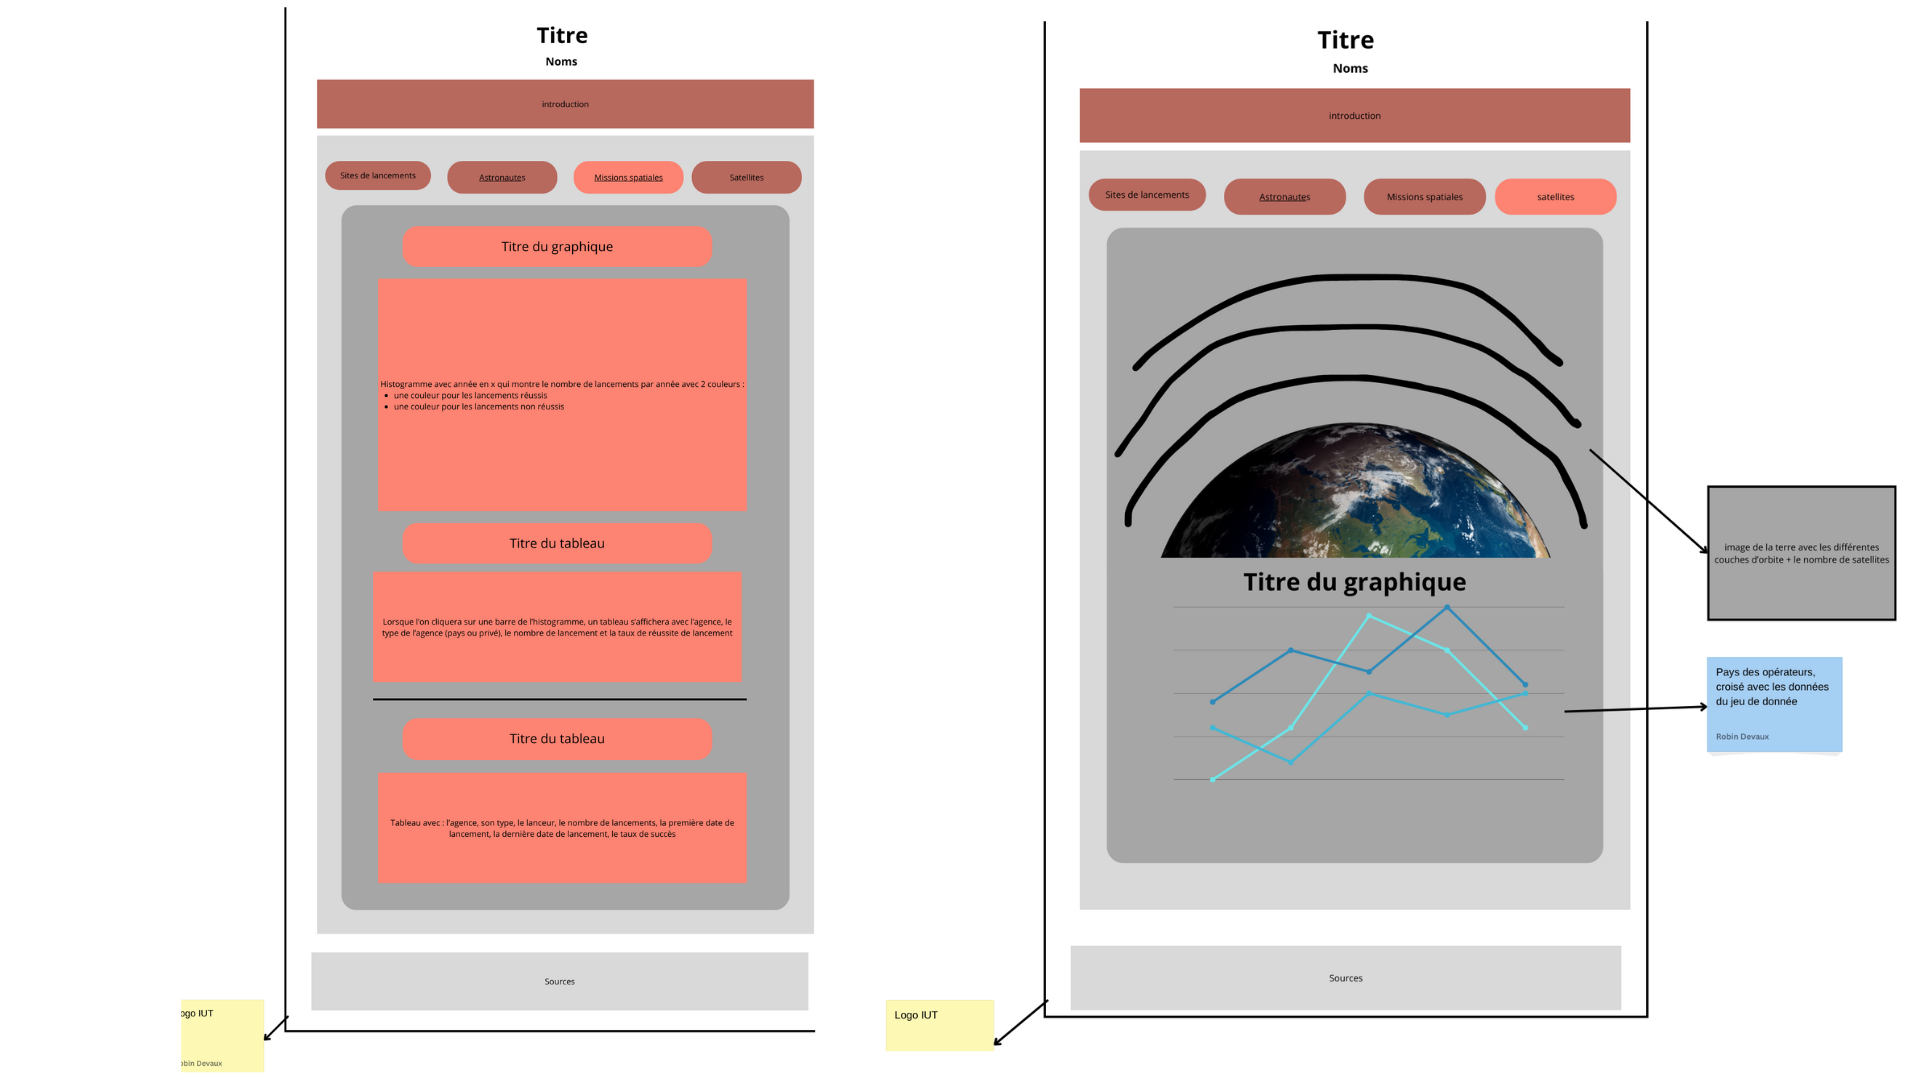 Titre
Noms
introduction
Sites de lancements
Astronautes
Missions spatiales
Satellites
Titre du graphique
Histogramme avec année en x qui montre le nombre de lancements par année avec 2 couleurs :
• une couleur pour les lancements réussis
• une couleur pour les lancements non réussis
Titre du tableau
Lorsque l'on cliquera sur une barre de l'histogramme, un tableau s'affichera avec l'agence, le
type de l'agence (pays ou privé), le nombre de lancement et la taux de réussite de lancement
Titre du tableau
Tableau avec : l'agence, son type, le lanceur, le nombre de lancements, la première date de
lancement, la dernière date de lancement, le taux de succès
Sources
ogo IUT
obin Devaux
Titre
Noms
introduction
Sites de lancements
Astronautes
Missions spatiales
satellites
Titre du graphique
Sources
Logo IUT
image de la terre avec les différentes
couches d'orbite + le nombre de satellites
Pays des opérateurs,
croisé avec les données
du jeu de donnée
Robin Devaux